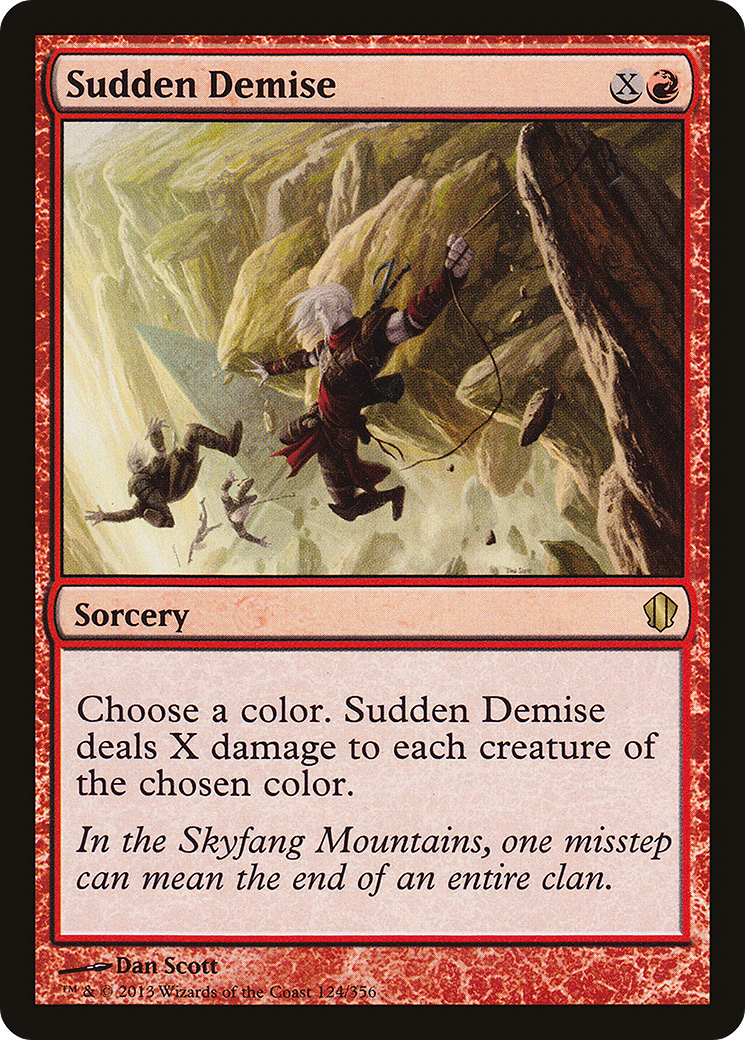 Sudden Demise X
Dan Scott
Sorcery
Choose a color. Sudden Demise
deals X damage to each creature of
the chosen color.
In the Skyfang Mountains, one misstep
can mean the end of an entire clan.
Dan Scott
™ & © 2013 Wizards of the Coast 124/356